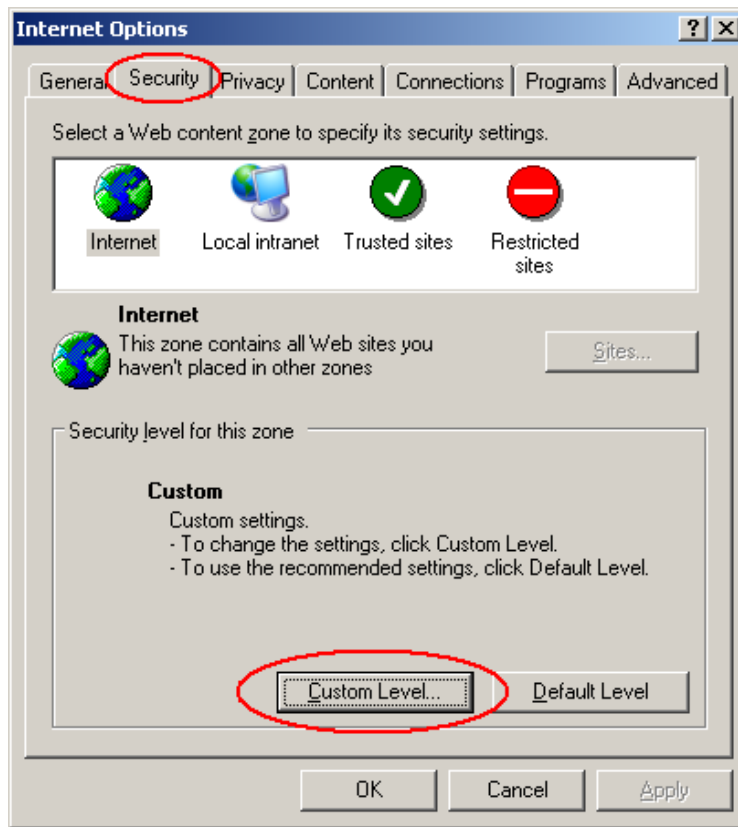 Internet Options
General Security Privacy Content Connections Programs Advanced
Select a Web content zone to specify its security settings.
Internet Local intranet Trusted sites Restricted sites
Internet
This zone contains all Web sites you
haven't placed in other zones
Sites...
Security level for this zone
Custom
Custom settings.
- To change the settings, click Custom Level.
- To use the recommended settings, click Default Level.
Custom Level... Default Level
OK Cancel Apply